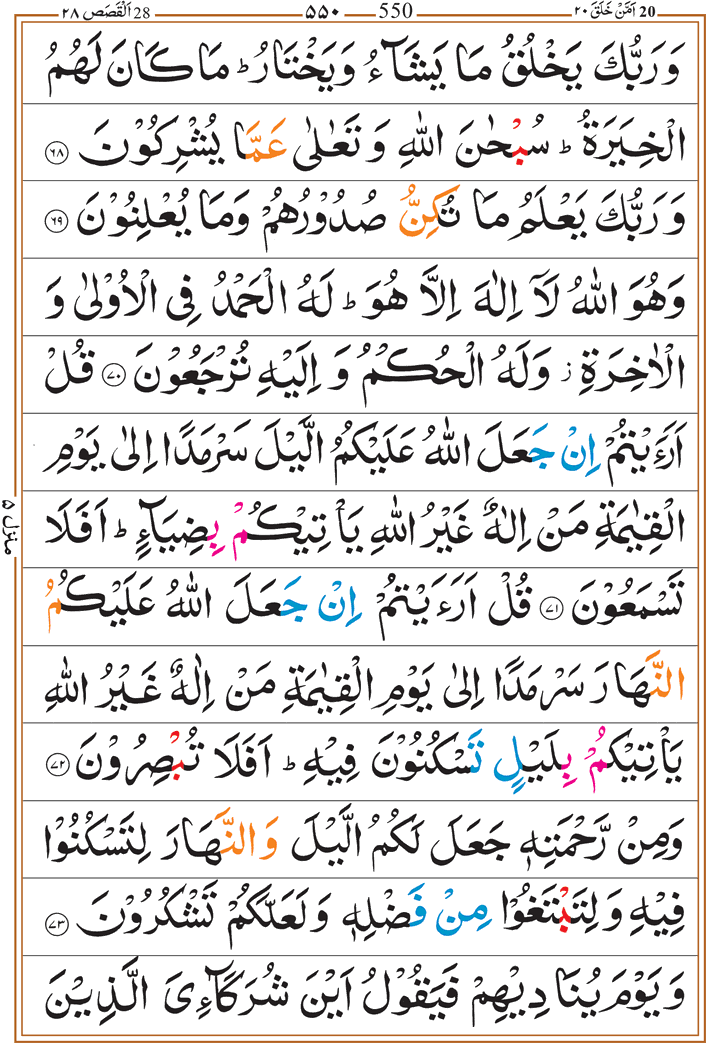 20 اَمَّنْ خَلَقَ ٢٠ 550 ٥٥٠ 28 اَلْقَصَص ٢٨
وَرَبُّكَ يَخْلُقُ مَا يَشَآءُ وَيَخْتَارُ ؕ مَا كَانَ لَهُمُ
الْخِيَرَةُ ؕ سُبْحٰنَ اللّٰهِ وَ تَعٰلٰى عَمَّا يُشْرِكُوْنَ ﴿۶۸﴾
وَ رَبُّكَ يَعْلَمُ مَا تُكِنُّ صُدُوْرُهُمْ وَمَا يُعْلِنُوْنَ ﴿۶۹﴾
وَهُوَ اللّٰهُ لَآ اِلٰهَ اِلَّا هُوَ ؕ لَهُ الْحَمْدُ فِى الْاُوْلٰى وَ
الْاٰخِرَةِ ؗ وَلَهُ الْحُكْمُ وَ اِلَيْهِ تُرْجَعُوْنَ ﴿۷۰﴾ قُلْ
اَرَءَيْتُمْ اِنْ جَعَلَ اللّٰهُ عَلَيْكُمُ الَّيْلَ سَرْمَدًا اِلٰى يَوْمِ
الْقِيٰمَةِ مَنْ اِلٰهٌ غَيْرُ اللّٰهِ يَاْتِيْكُمْ بِضِيَآءٍ ؕ اَفَلَا
تَسْمَعُوْنَ ﴿۷۱﴾ قُلْ اَرَءَيْتُمْ اِنْ جَعَلَ اللّٰهُ عَلَيْكُمُ
النَّهَارَ سَرْمَدًا اِلٰى يَوْمِ الْقِيٰمَةِ مَنْ اِلٰهٌ غَيْرُ اللّٰهِ
يَاْتِيْكُمْ بِلَيْلٍ تَسْكُنُوْنَ فِيْهِ ؕ اَفَلَا تُبْصِرُوْنَ ﴿۷۲﴾
وَمِنْ رَّحْمَتِهٖ جَعَلَ لَكُمُ الَّيْلَ وَالنَّهَارَ لِتَسْكُنُوْا
فِيْهِ وَ لِتَبْتَغُوْا مِنْ فَضْلِهٖ وَ لَعَلَّكُمْ تَشْكُرُوْنَ ﴿۷۳﴾
وَ يَوْمَ يُنَادِيْهِمْ فَيَقُوْلُ اَيْنَ شُرَكَآءِىَ الَّذِيْنَ
منزل ۵